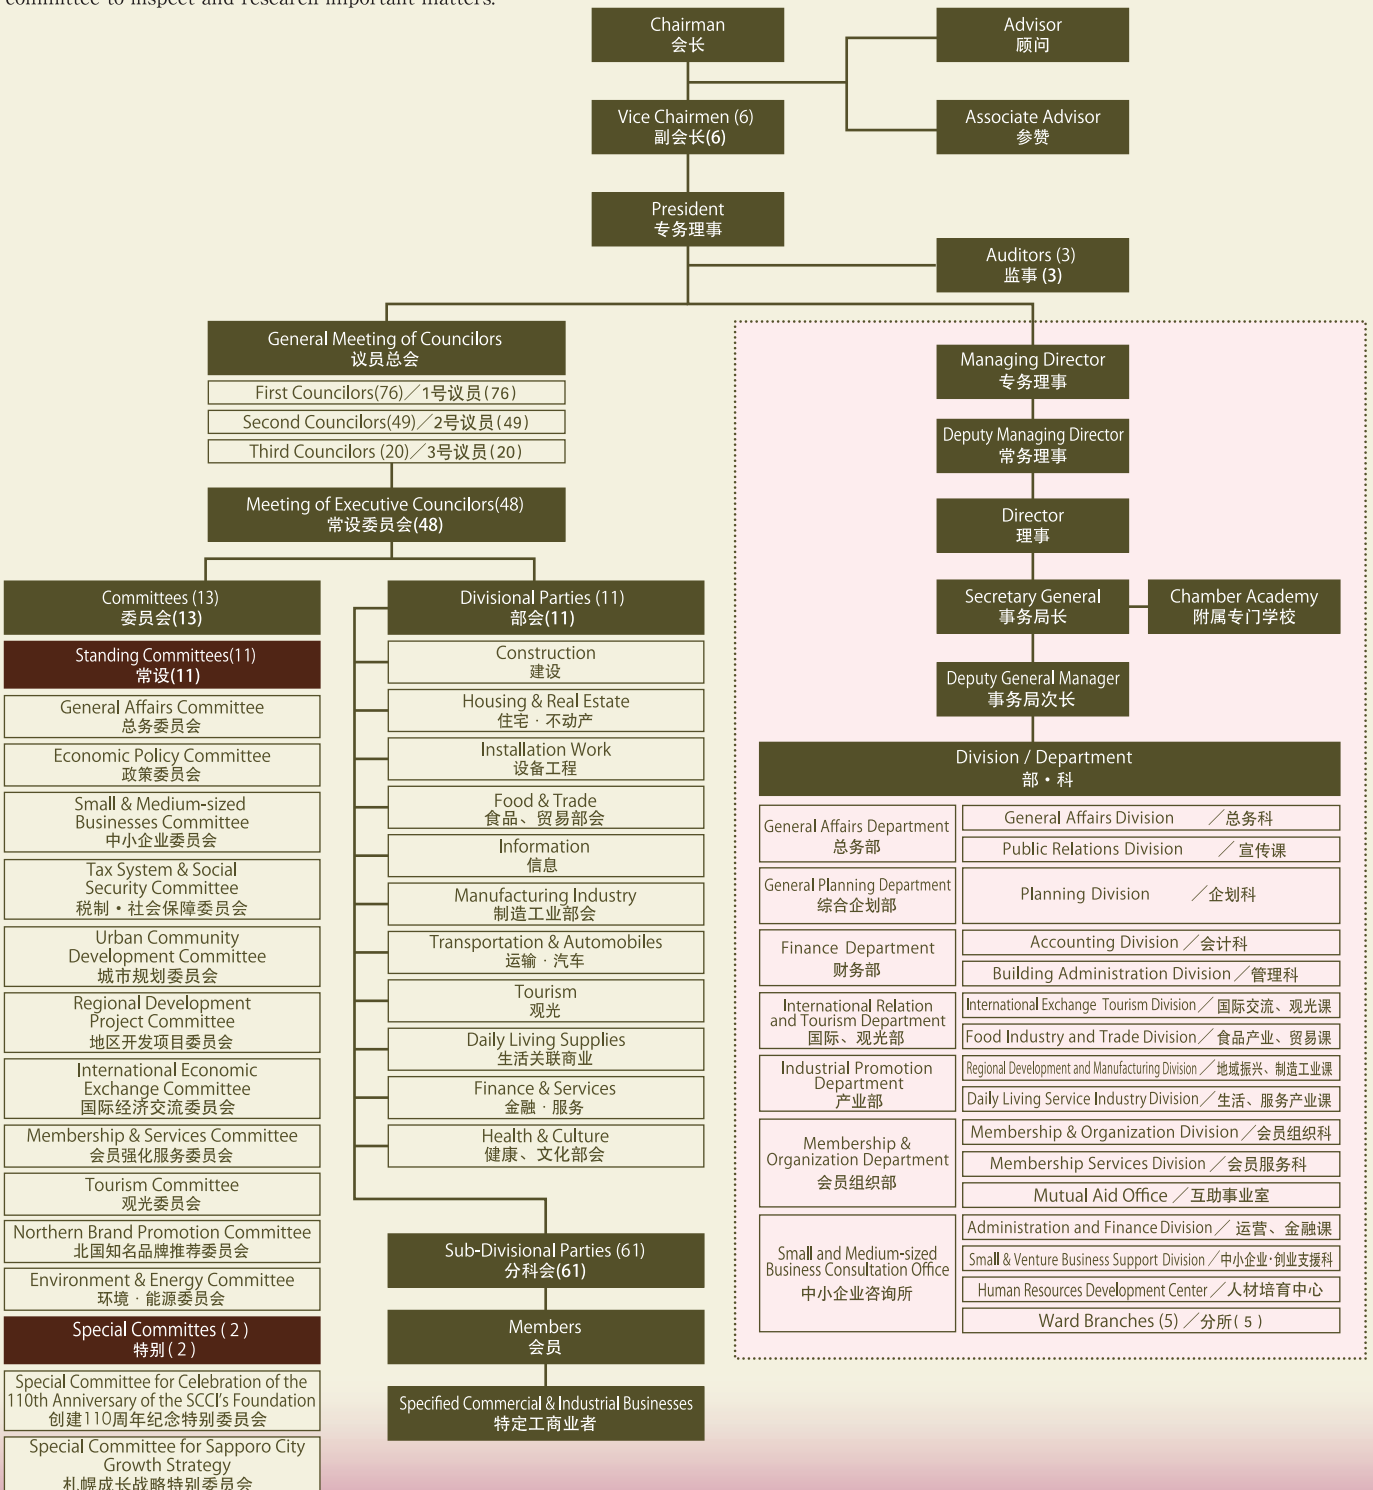 committee to inspect and research important matters.
Chairman
会长
Advisor
顾问
Vice Chairmen (6)
副会长(6)
Associate Advisor
参赞
President
专务理事
Auditors (3)
监事 (3)
General Meeting of Councilors
议员总会
First Councilors(76)／1号议员(76)
Second Councilors(49)／2号议员(49)
Third Councilors (20)／3号议员(20)
Meeting of Executive Councilors(48)
常设委员会(48)
Committees (13)
委员会(13)
Standing Committees(11)
常设(11)
General Affairs Committee
总务委员会
Economic Policy Committee
政策委员会
Small & Medium-sized
Businesses Committee
中小企业委员会
Tax System & Social
Security Committee
税制・社会保障委员会
Urban Community
Development Committee
城市规划委员会
Regional Development
Project Committee
地区开发项目委员会
International Economic
Exchange Committee
国际经济交流委员会
Membership & Services Committee
会员强化服务委员会
Tourism Committee
观光委员会
Northern Brand Promotion Committee
北国知名品牌推荐委员会
Environment & Energy Committee
环境・能源委员会
Special Committes ( 2 )
特别( 2 )
Special Committee for Celebration of the
110th Anniversary of the SCCI's Foundation
创建110周年纪念特别委员会
Special Committee for Sapporo City
Growth Strategy
札幌成长战略特别委员会
Divisional Parties (11)
部会(11)
Construction
建设
Housing & Real Estate
住宅・不动产
Installation Work
设备工程
Food & Trade
食品、贸易部会
Information
信息
Manufacturing Industry
制造工业部会
Transportation & Automobiles
运输・汽车
Tourism
观光
Daily Living Supplies
生活关联商业
Finance & Services
金融・服务
Health & Culture
健康、文化部会
Sub-Divisional Parties (61)
分科会(61)
Members
会员
Specified Commercial & Industrial Businesses
特定工商业者
Managing Director
专务理事
Deputy Managing Director
常务理事
Director
理事
Secretary General
事务局长
Chamber Academy
附属专门学校
Deputy General Manager
事务局次长
Division / Department
部・科
General Affairs Department
总务部
General Affairs Division ／总务科
Public Relations Division ／宣传课
General Planning Department
综合企划部
Planning Division ／企划科
Finance Department
财务部
Accounting Division ／会计科
Building Administration Division ／管理科
International Relation
and Tourism Department
国际、观光部
International Exchange Tourism Division ／ 国际交流、观光课
Food Industry and Trade Division ／食品产业、贸易课
Industrial Promotion
Department
产业部
Regional Development and Manufacturing Division ／地域振兴、制造工业课
Daily Living Service Industry Division ／生活、服务产业课
Membership &
Organization Department
会员组织部
Membership & Organization Division ／会员组织科
Membership Services Division ／会员服务科
Mutual Aid Office ／互助事业室
Small and Medium-sized
Business Consultation Office
中小企业咨询所
Administration and Finance Division ／ 运营、金融课
Small & Venture Business Support Division ／中小企业・创业支援科
Human Resources Development Center ／人材培育中心
Ward Branches (5) ／分所( 5 )